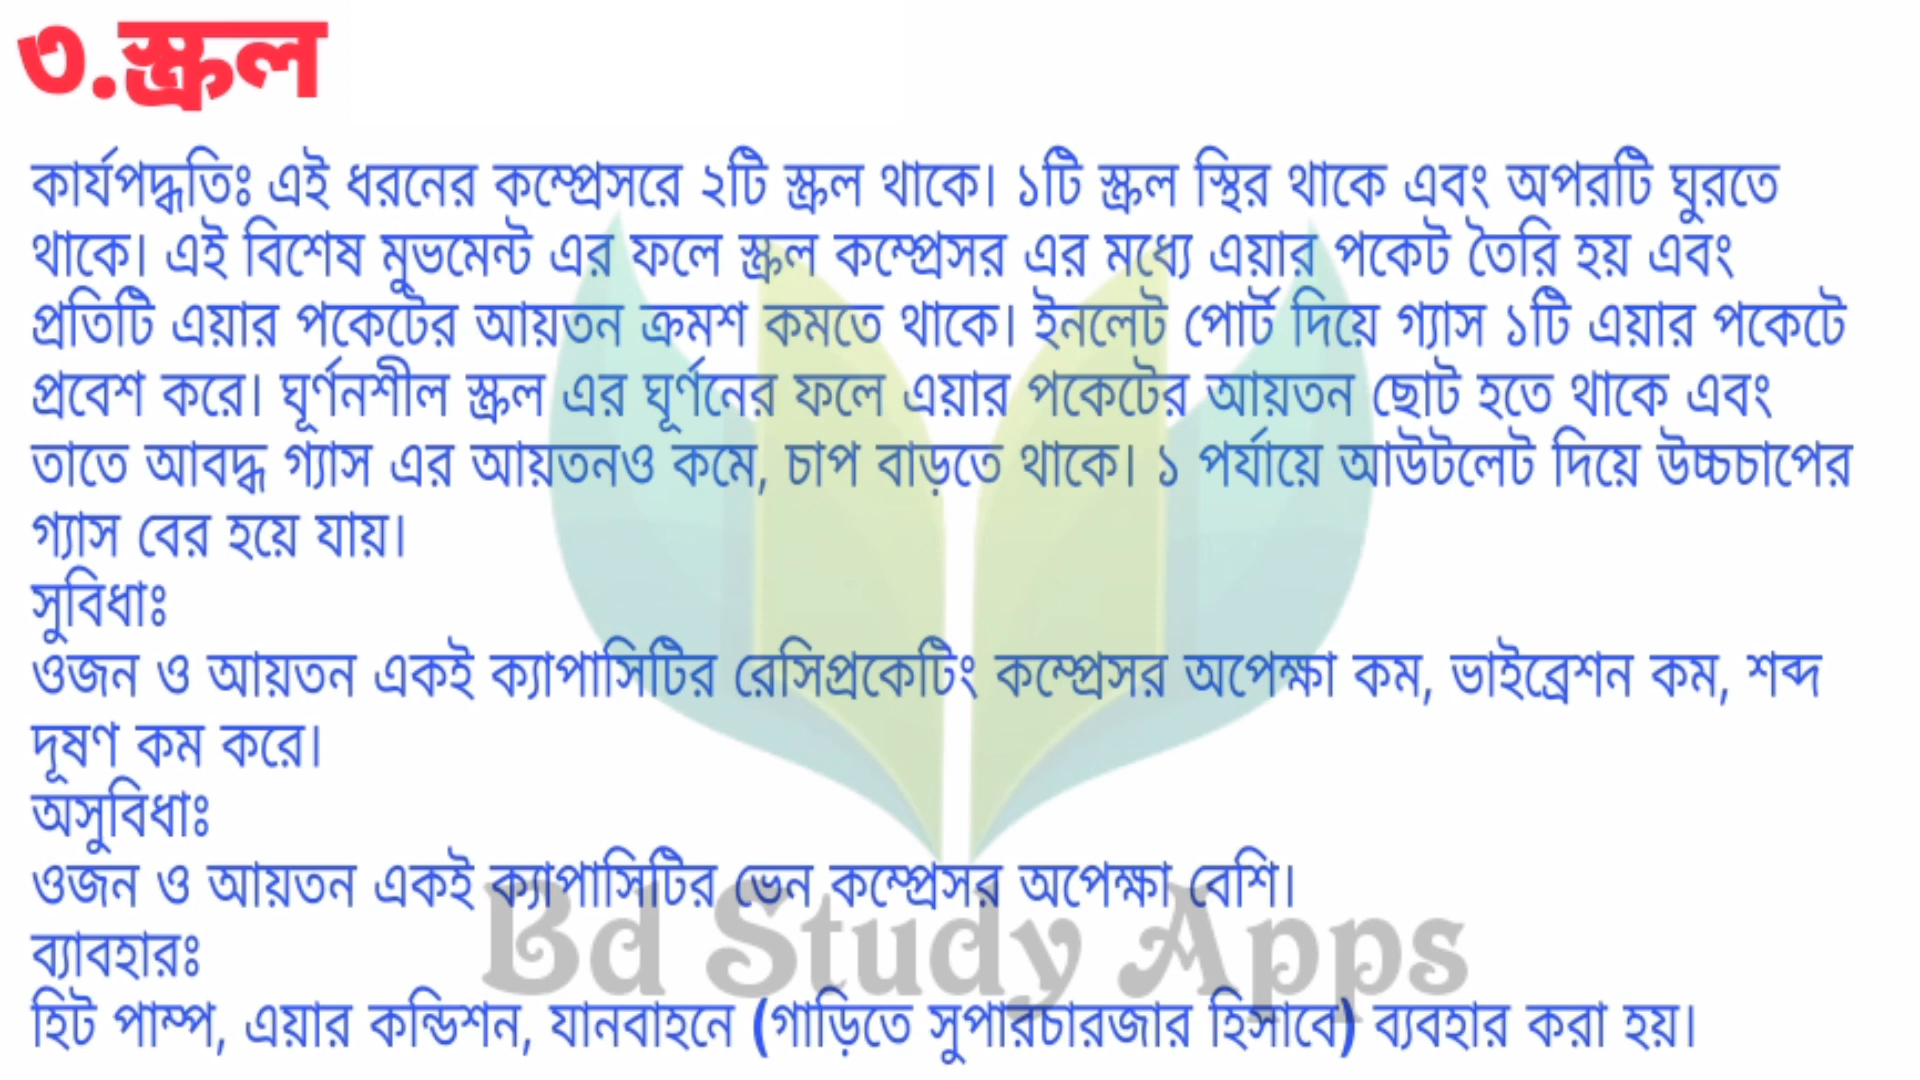 ৩.স্ক্রল
কার্যপদ্ধতিঃ এই ধরনের কম্প্রেসরে ২টি স্ক্রল থাকে। ১টি স্ক্রল স্থির থাকে এবং অপরটি ঘুরতে
থাকে। এই বিশেষ মুভমেন্ট এর ফলে স্ক্রল কম্প্রেসর এর মধ্যে এয়ার পকেট তৈরি হয় এবং
প্রতিটি এয়ার পকেটের আয়তন ক্রমশ কমতে থাকে। ইনলেট পোর্ট দিয়ে গ্যাস ১টি এয়ার পকেটে
প্রবেশ করে। ঘূর্ণনশীল স্ক্রল এর ঘূর্ণনের ফলে এয়ার পকেটের আয়তন ছোট হতে থাকে এবং
তাতে আবদ্ধ গ্যাস এর আয়তনও কমে, চাপ বাড়তে থাকে। ১ পর্যায়ে আউটলেট দিয়ে উচ্চচাপের
গ্যাস বের হয়ে যায়।
সুবিধাঃ
ওজন ও আয়তন একই ক্যাপাসিটির রেসিপ্রকেটিং কম্প্রেসর অপেক্ষা কম, ভাইব্রেশন কম, শব্দ
দূষণ কম করে।
অসুবিধাঃ
ওজন ও আয়তন একই ক্যাপাসিটির ভেন কম্প্রেসর অপেক্ষা বেশি।
ব্যাবহারঃ
হিট পাম্প, এয়ার কন্ডিশন, যানবাহনে (গাড়িতে সুপারচারজার হিসাবে) ব্যবহার করা হয়।
Bd Study Apps